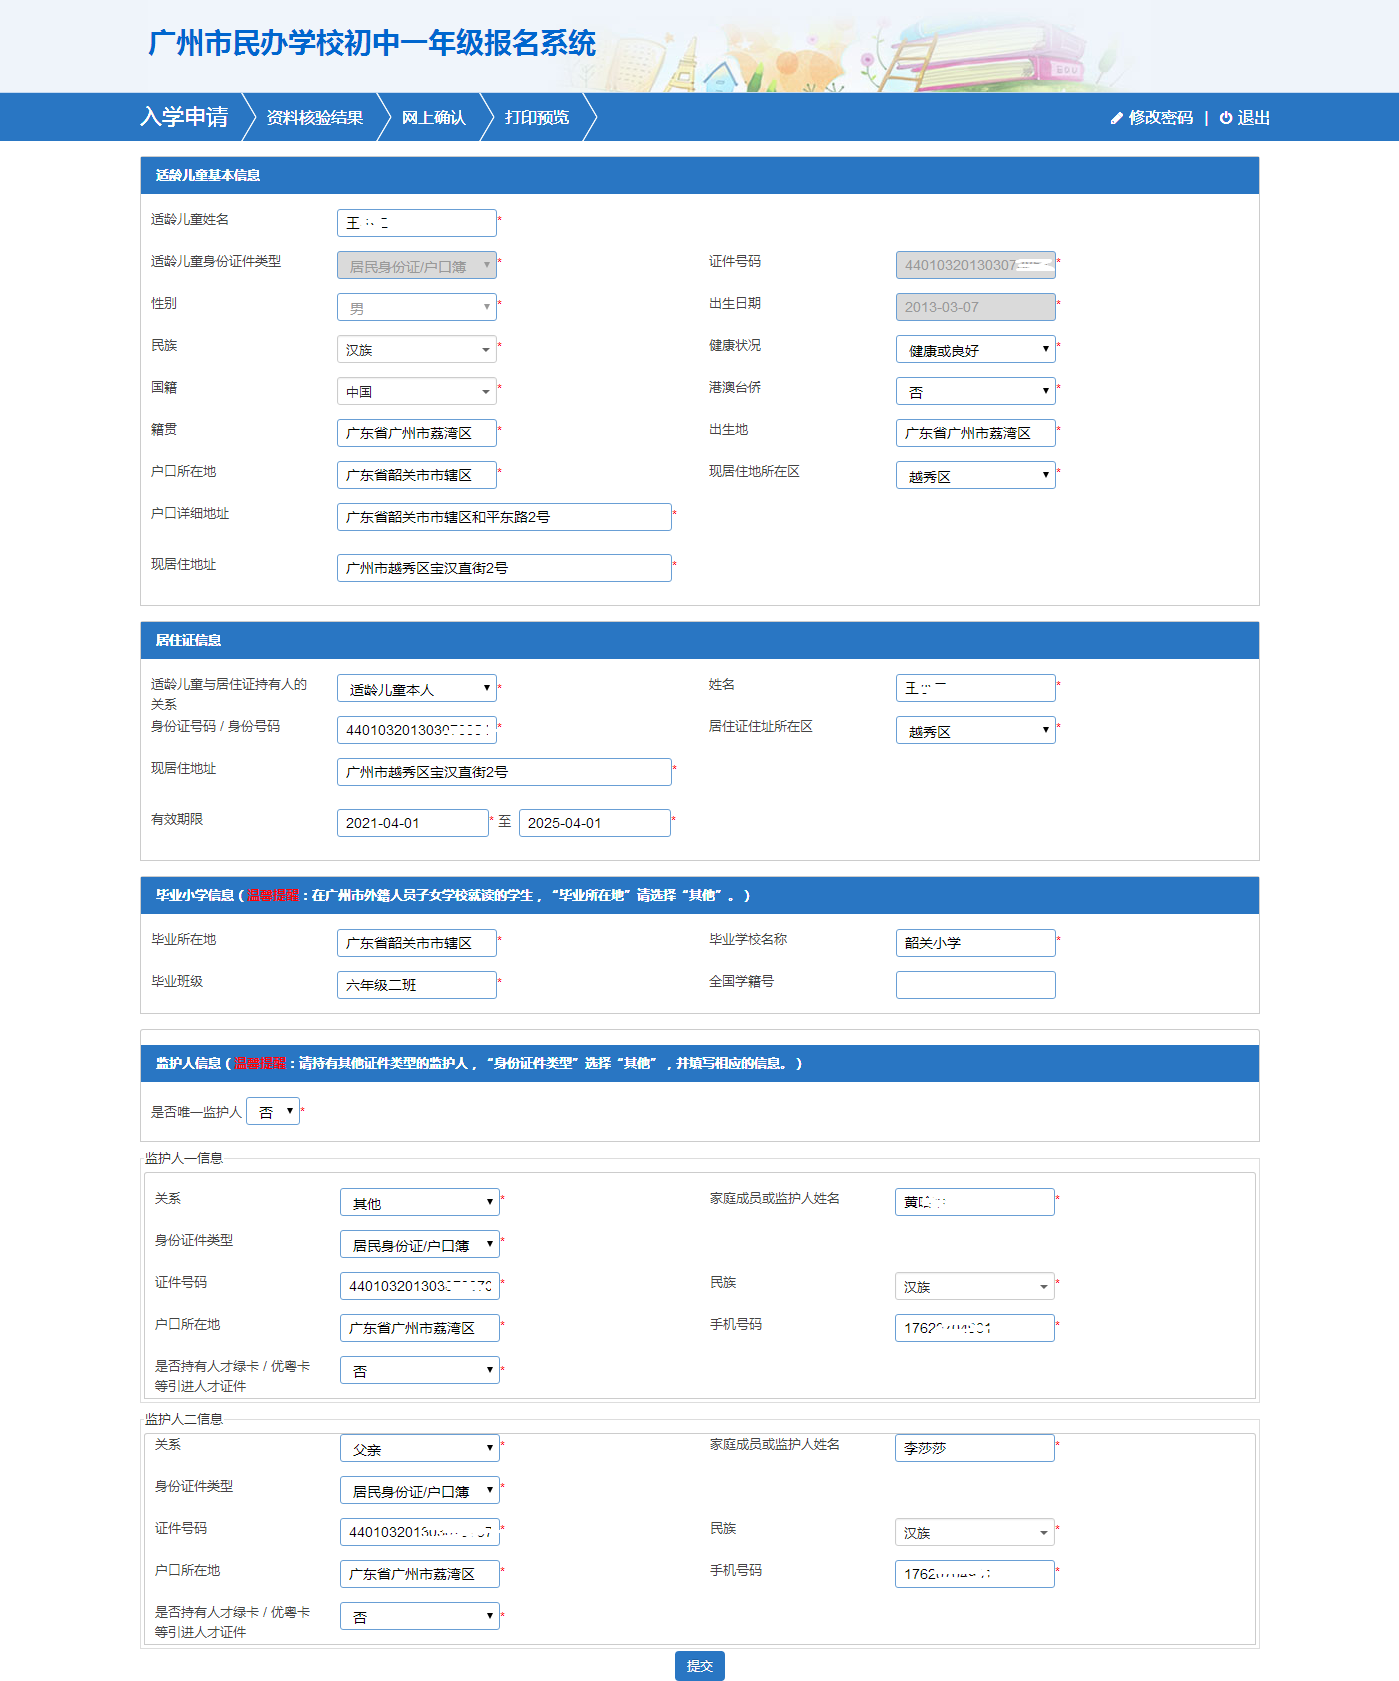 广州市民办学校初中一年级报名系统
EDU
入学申请 资料核验结果 网上确认 打印预览 修改密码 | 退出
适龄儿童基本信息
适龄儿童姓名 王 *
适龄儿童身份证件类型 居民身份证/户口簿 * 证件号码 44010320130307 *
性别 男 * 出生日期 2013-03-07 *
民族 汉族 * 健康状况 健康或良好 *
国籍 中国 * 港澳台侨 否 *
籍贯 广东省广州市荔湾区 * 出生地 广东省广州市荔湾区 *
户口所在地 广东省韶关市市辖区 * 现居住地所在区 越秀区 *
户口详细地址 广东省韶关市市辖区和平东路2号 *
现居住地址 广州市越秀区宝汉直街2号 *
居住证信息
适龄儿童与居住证持有人的 适龄儿童本人 * 姓名 王 *
关系
身份证号码 / 身份号码 4401032013030 * 居住证住址所在区 越秀区 *
现居住地址 广州市越秀区宝汉直街2号 *
有效期限 2021-04-01 * 至 2025-04-01 *
毕业小学信息（温馨提醒：在广州市外籍人员子女学校就读的学生，“毕业所在地”请选择“其他”。）
毕业所在地 广东省韶关市市辖区 * 毕业学校名称 韶关小学 *
毕业班级 六年级二班 * 全国学籍号
监护人信息（温馨提醒：请持有其他证件类型的监护人，“身份证件类型”选择“其他”，并填写相应的信息。）
是否唯一监护人 否 *
监护人一信息
关系 其他 * 家庭成员或监护人姓名 黄 *
身份证件类型 居民身份证/户口簿 *
证件号码 440103201303 * 民族 汉族 *
户口所在地 广东省广州市荔湾区 * 手机号码 1762 *
是否持有人才绿卡 / 优粤卡 否 *
等引进人才证件
监护人二信息
关系 父亲 * 家庭成员或监护人姓名 李莎莎 *
身份证件类型 居民身份证/户口簿 *
证件号码 4401032013 * 民族 汉族 *
户口所在地 广东省广州市荔湾区 * 手机号码 1762 *
是否持有人才绿卡 / 优粤卡 否 *
等引进人才证件
提交